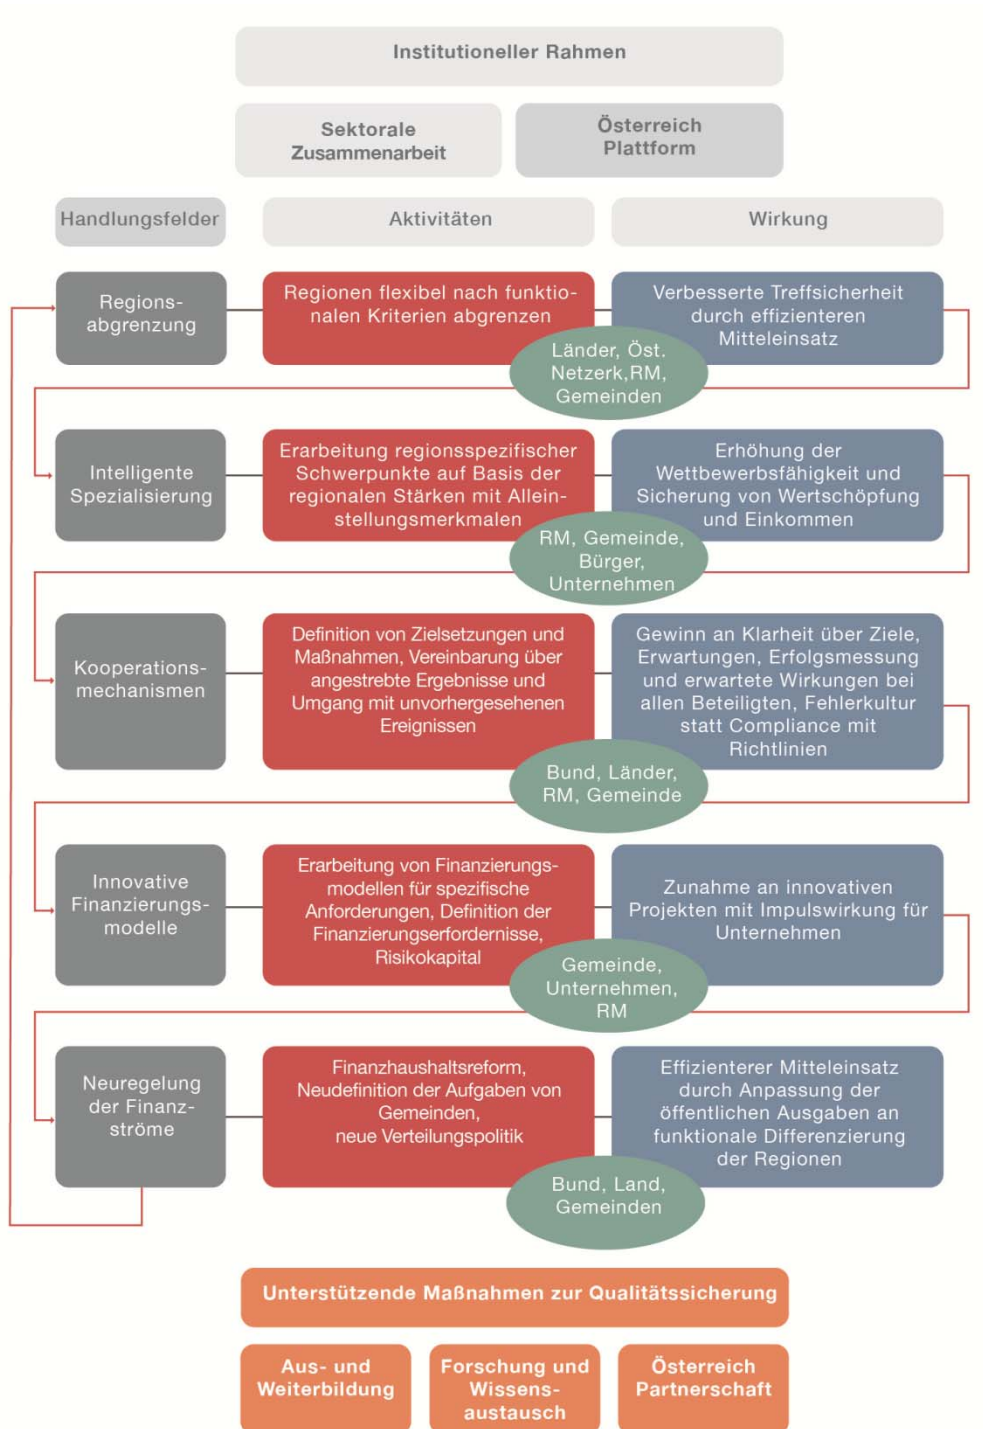 Institutioneller Rahmen
Sektorale
Zusammenarbeit
Österreich
Plattform
Handlungsfelder
Aktivitäten
Wirkung
Regions-
abgrenzung
Regionen flexibel nach funktio-
nalen Kriterien abgrenzen
Verbesserte Treffsicherheit
durch effizienteren
Mitteleinsatz
Länder, Öst.
Netzerk,RM,
Gemeinden
Intelligente
Spezialisierung
Erarbeitung regionsspezifischer
Schwerpunkte auf Basis der
regionalen Stärken mit Allein-
stellungsmerkmalen
Erhöhung der
Wettbewerbsfähigkeit und
Sicherung von Wertschöpfung
und Einkommen
RM, Gemeinde,
Bürger,
Unternehmen
Kooperations-
mechanismen
Definition von Zielsetzungen und
Maßnahmen, Vereinbarung über
angestrebte Ergebnisse und
Umgang mit unvorhergesehenen
Ereignissen
Gewinn an Klarheit über Ziele,
Erwartungen, Erfolgsmessung
und erwartete Wirkungen bei
allen Beteiligten, Fehlerkultur
statt Compliance mit
Richtlinien
Bund, Länder,
RM, Gemeinde
Innovative
Finanzierungs-
modelle
Erarbeitung von Finanzierungs-
modellen für spezifische
Anforderungen, Definition der
Finanzierungserfordernisse,
Risikokapital
Zunahme an innovativen
Projekten mit Impulswirkung für
Unternehmen
Gemeinde,
Unternehmen,
RM
Neuregelung
der Finanz-
ströme
Finanzhaushaltsreform,
Neudefinition der Aufgaben von
Gemeinden,
neue Verteilungspolitik
Effizienterer Mitteleinsatz
durch Anpassung der
öffentlichen Ausgaben an
funktionale Differenzierung
der Regionen
Bund, Land,
Gemeinden
Unterstützende Maßnahmen zur Qualitätssicherung
Aus- und
Weiterbildung
Forschung und
Wissens-
austausch
Österreich
Partnerschaft